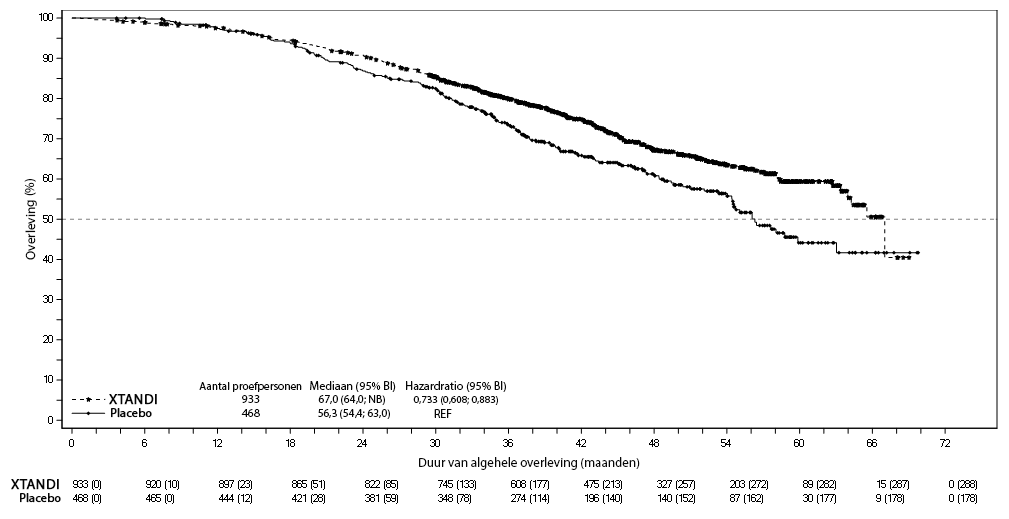 100
90
80
70
60
50
40
30
20
10
0
Overleving (%)
Aantal proefpersonen Mediaan (95% BI) Hazardratio (95% BI)
XTANDI 933 67,0 (64,0; NB) 0,733 (0,608; 0,883)
Placebo 468 56,3 (54,4; 63,0) REF
0 6 12 18 24 30 36 42 48 54 60 66 72
Duur van algehele overleving (maanden)
XTANDI 933 (0) 920 (10) 897 (23) 865 (51) 822 (85) 745 (133) 608 (177) 475 (213) 327 (257) 203 (272) 89 (282) 15 (287) 0 (288)
Placebo 468 (0) 465 (0) 444 (12) 421 (28) 381 (59) 348 (78) 274 (114) 196 (140) 140 (152) 87 (162) 30 (177) 9 (178) 0 (178)